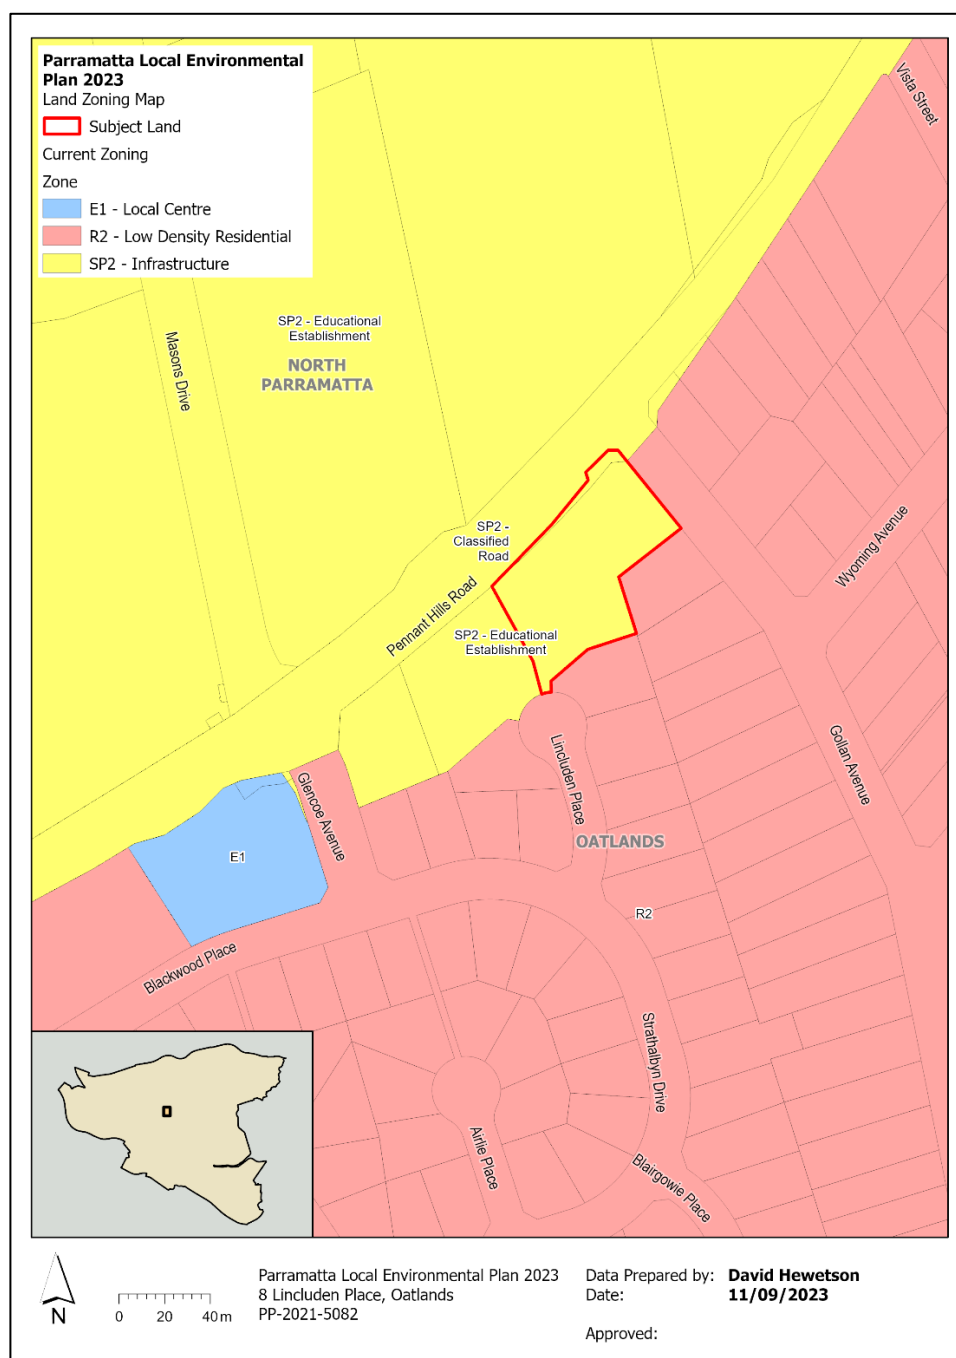 Parramatta Local Environmental
Plan 2023
Land Zoning Map
Subject Land
Current Zoning
Zone
E1 - Local Centre
R2 - Low Density Residential
SP2 - Infrastructure
Vista Street
SP2 - Educational
Establishment
Masons Drive
NORTH
PARRAMATTA
SP2 -
Classified
Road
Wyoming Avenue
Pennant Hills Road
SP2 - Educational
Establishment
Lincluden Place
Gollan Avenue
Glencoe Avenue
OATLANDS
E1
R2
Blackwood Place
Strathalbyn Drive
Airlie Place
Blairgowie Place
N
0 20 40 m
Parramatta Local Environmental Plan 2023
8 Lincluden Place, Oatlands
PP-2021-5082
Data Prepared by: David Hewetson
Date: 11/09/2023
Approved: